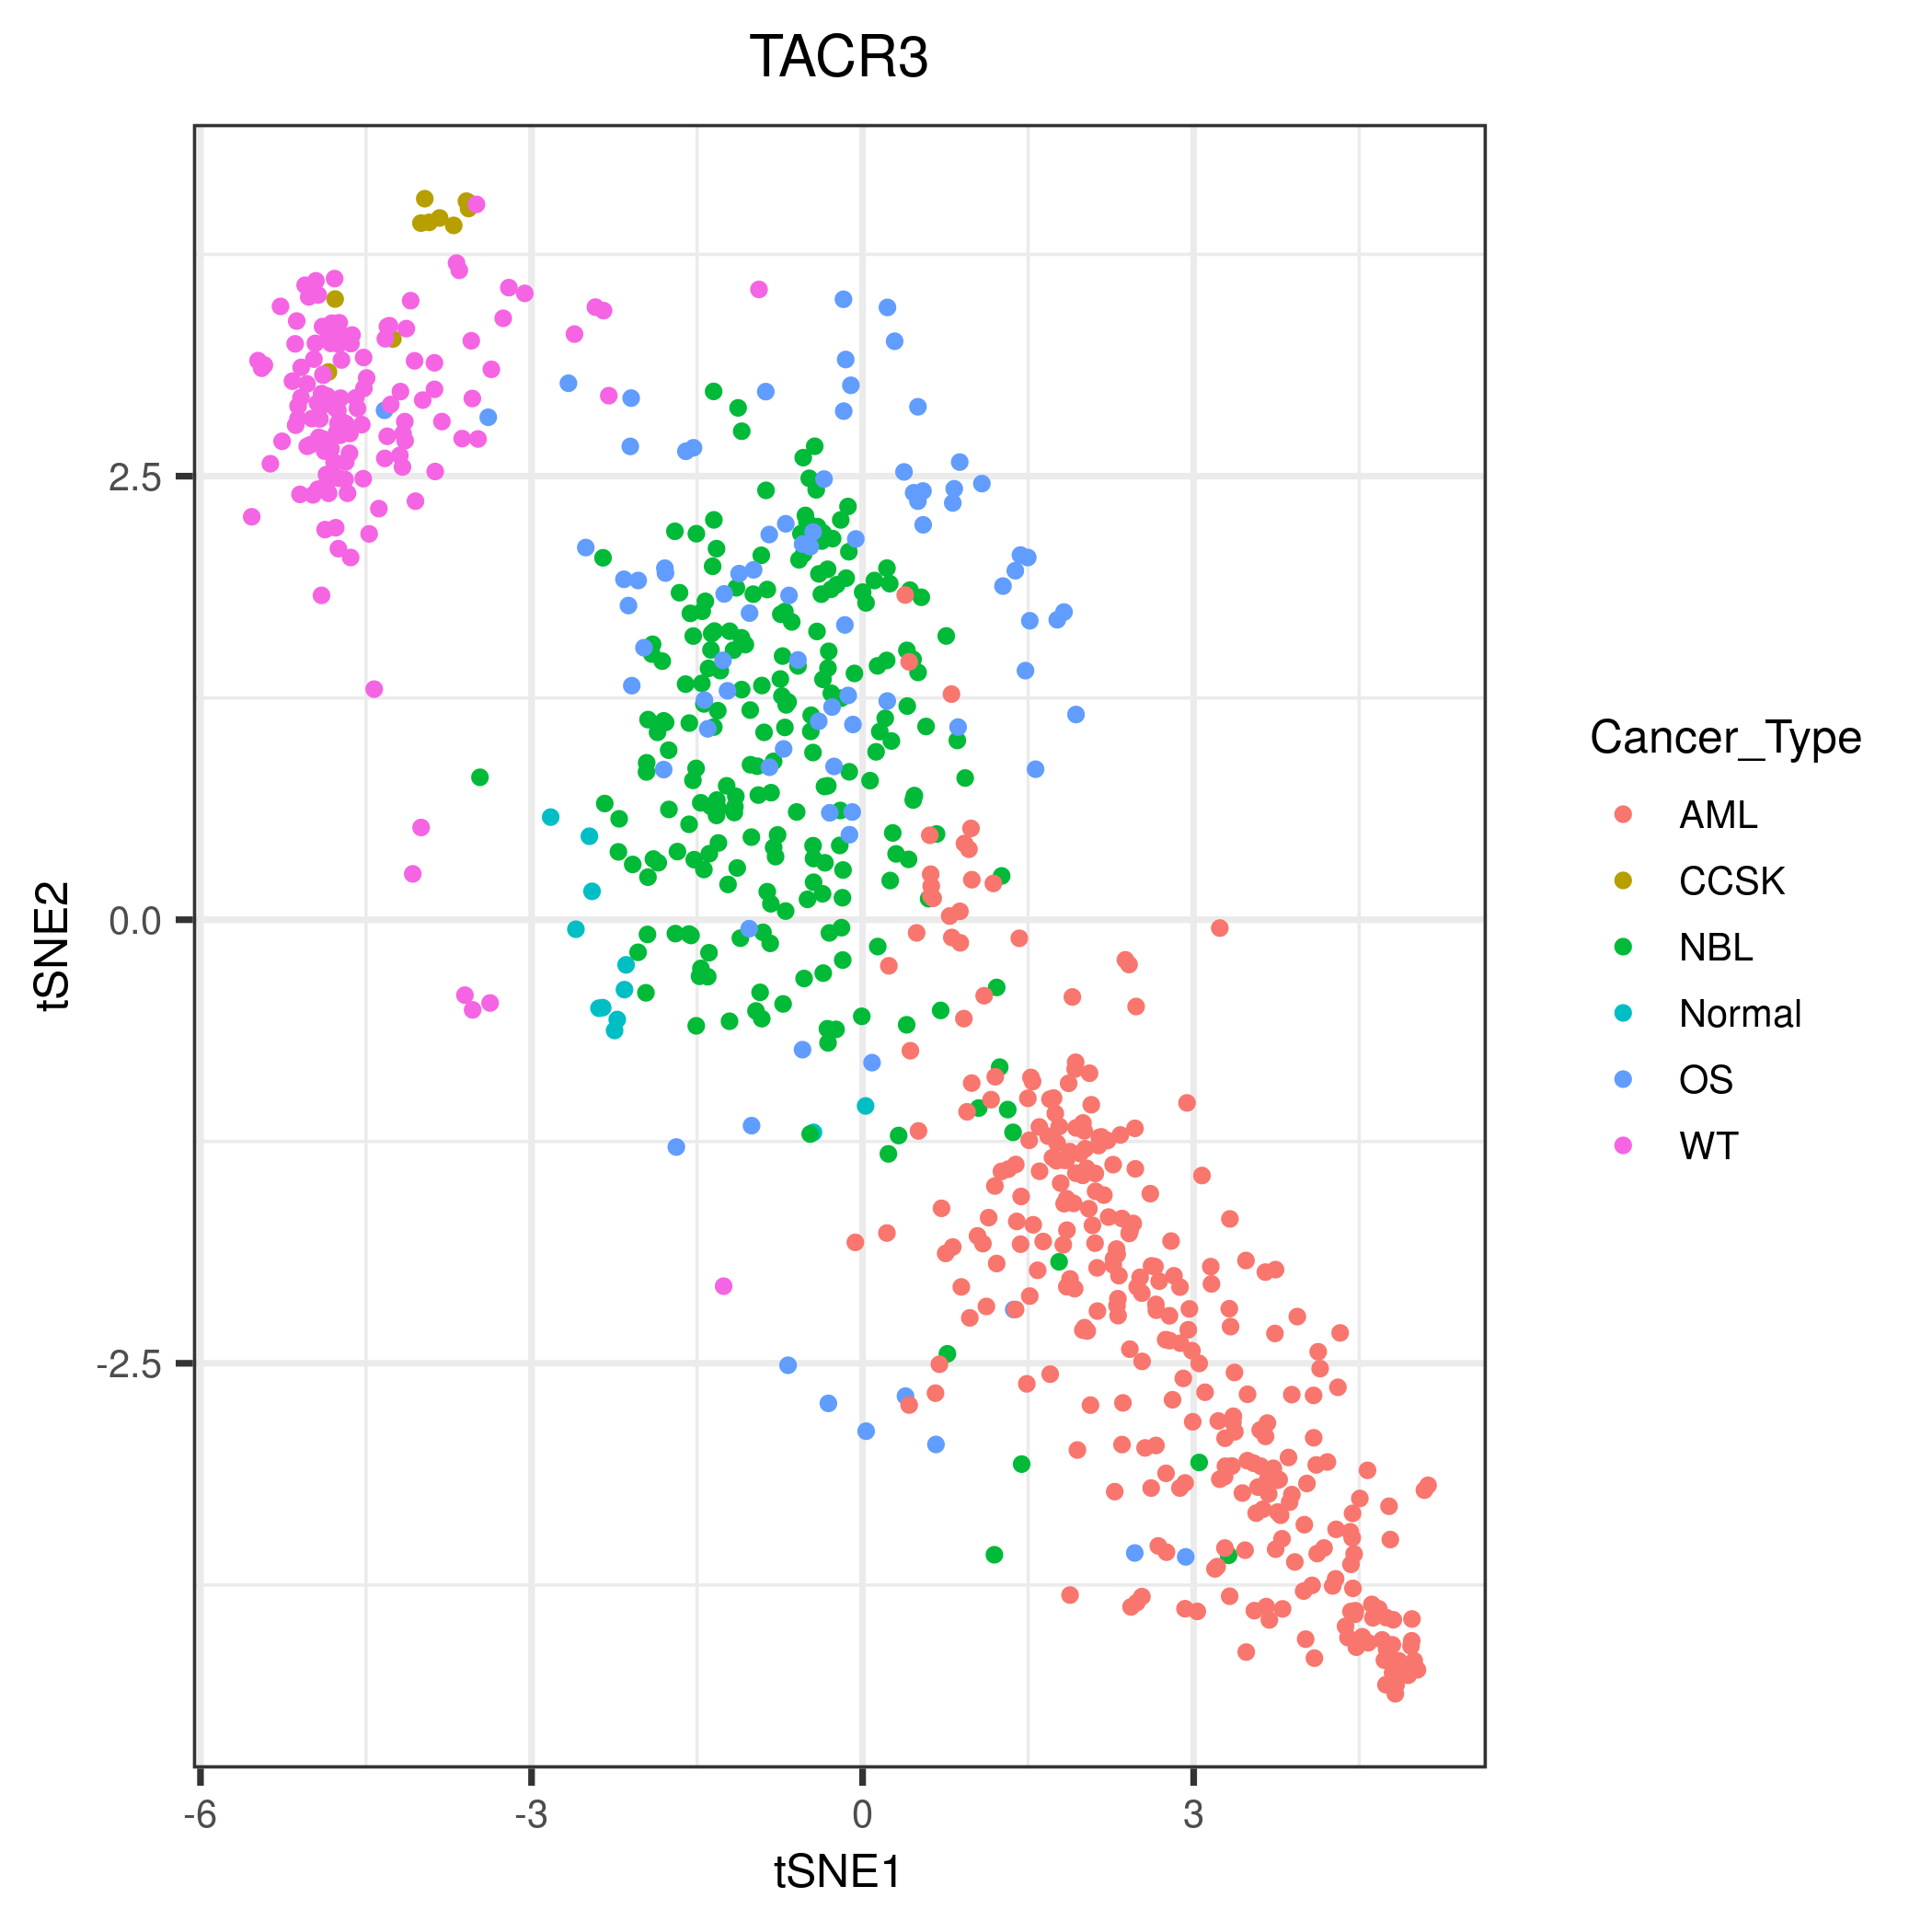 TACR3
2.5
0.0
-2.5
tSNE2
-6
-3
0
3
tSNE1
Cancer_Type
AML
CCSK
NBL
Normal
OS
WT